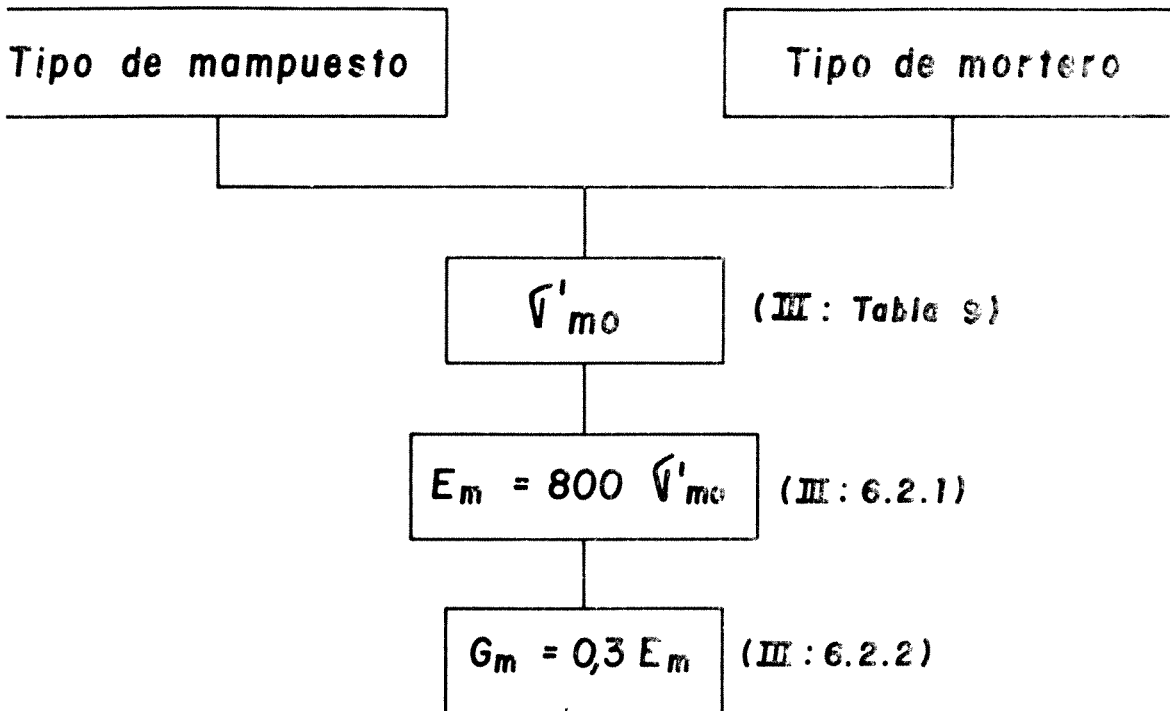 Tipo de mampuesto
Tipo de mortero
σ'mo (III: Tabla 9)
Em = 800 σ'mo (III: 6.2.1)
Gm = 0,3 Em (III: 6.2.2)